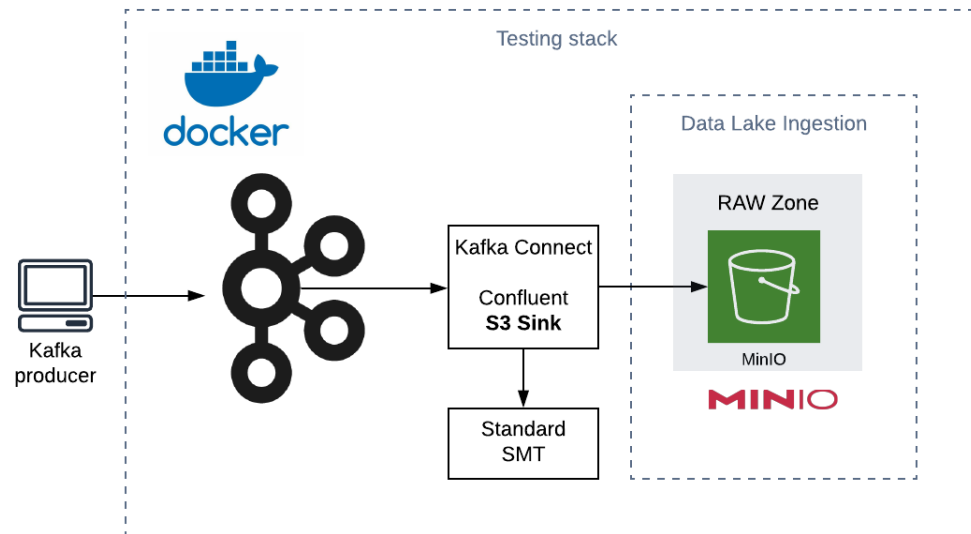 Testing stack
docker
Data Lake Ingestion
RAW Zone
Kafka Connect
Confluent
S3 Sink
MinIO
Kafka
producer
MINIO
Standard
SMT